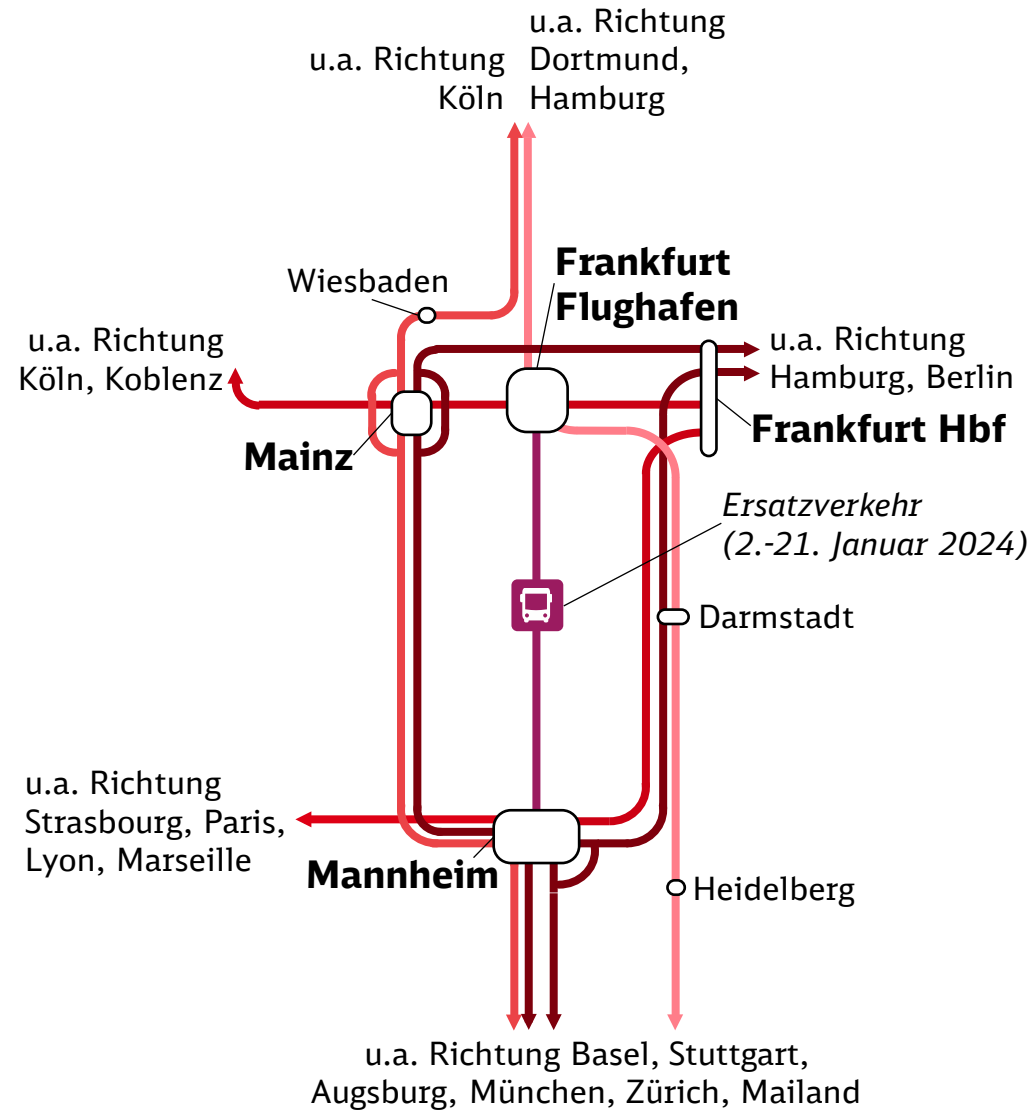 u.a. Richtung
Köln
u.a. Richtung
Dortmund,
Hamburg
Wiesbaden
Frankfurt
Flughafen
u.a. Richtung
Köln, Koblenz
u.a. Richtung
Hamburg, Berlin
Mainz
Frankfurt Hbf
Ersatzverkehr
(2.-21. Januar 2024)
Darmstadt
u.a. Richtung
Strasbourg, Paris,
Lyon, Marseille
Mannheim
Heidelberg
u.a. Richtung Basel, Stuttgart,
Augsburg, München, Zürich, Mailand